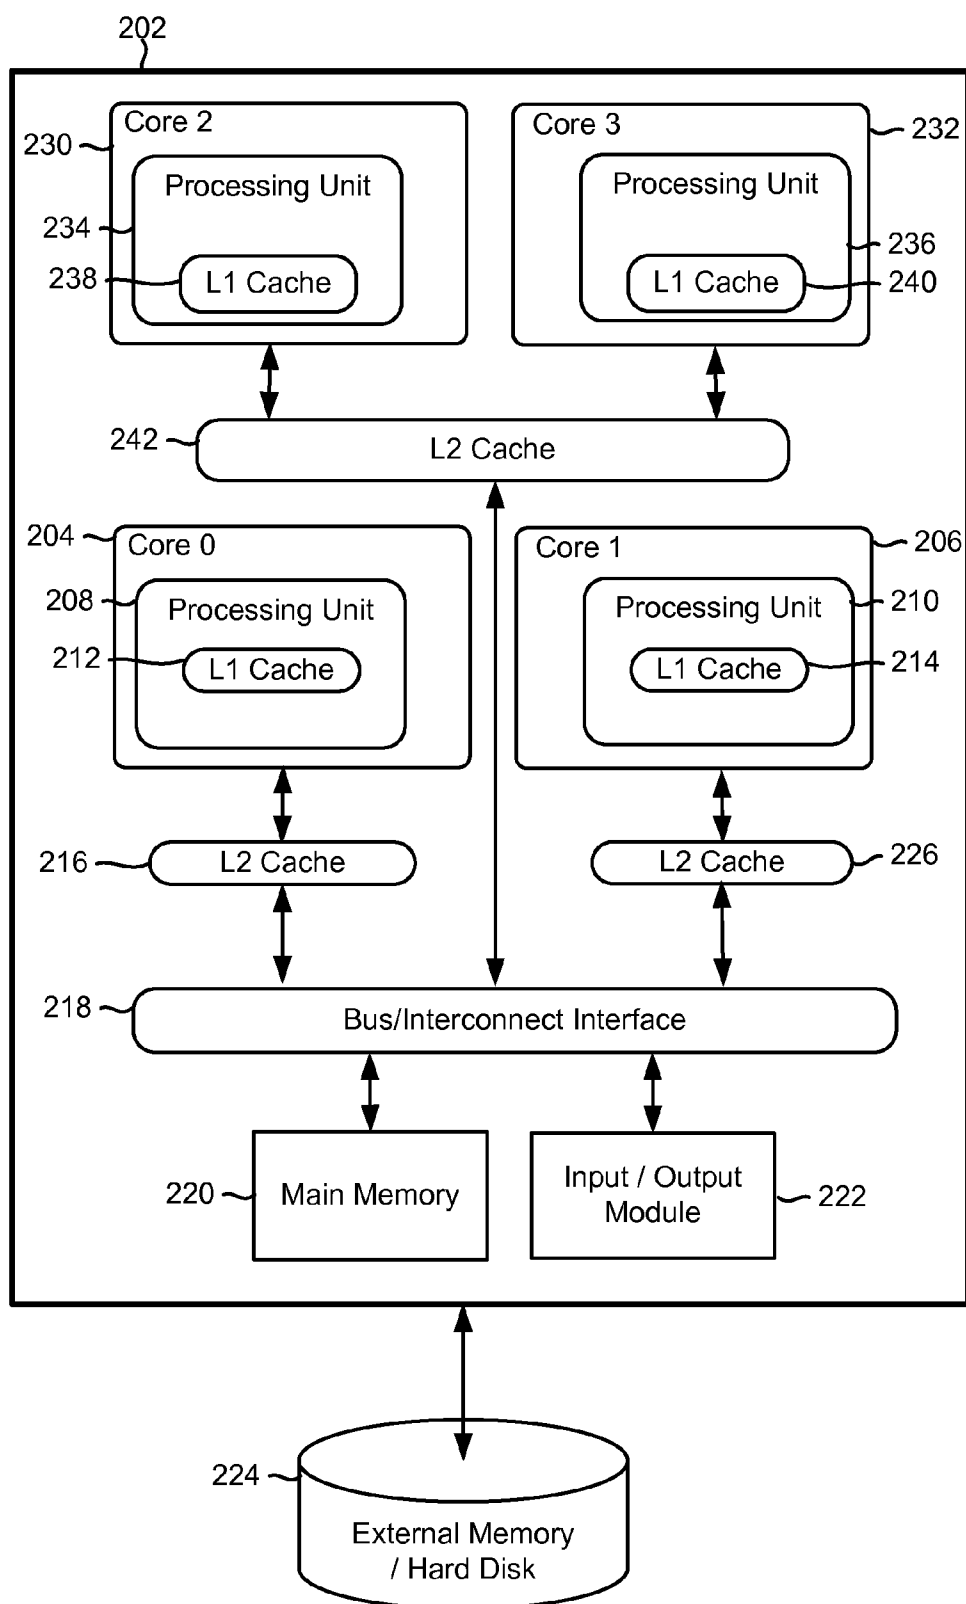 202
Core 2
Core 3
230
232
Processing Unit
Processing Unit
234
236
238
L1 Cache
L1 Cache
240
242
L2 Cache
204
Core 0
Core 1
206
208
Processing Unit
Processing Unit
210
212
L1 Cache
L1 Cache
214
216
L2 Cache
L2 Cache
226
218
Bus/Interconnect Interface
220
Main Memory
Input / Output
Module
222
224
External Memory
/ Hard Disk